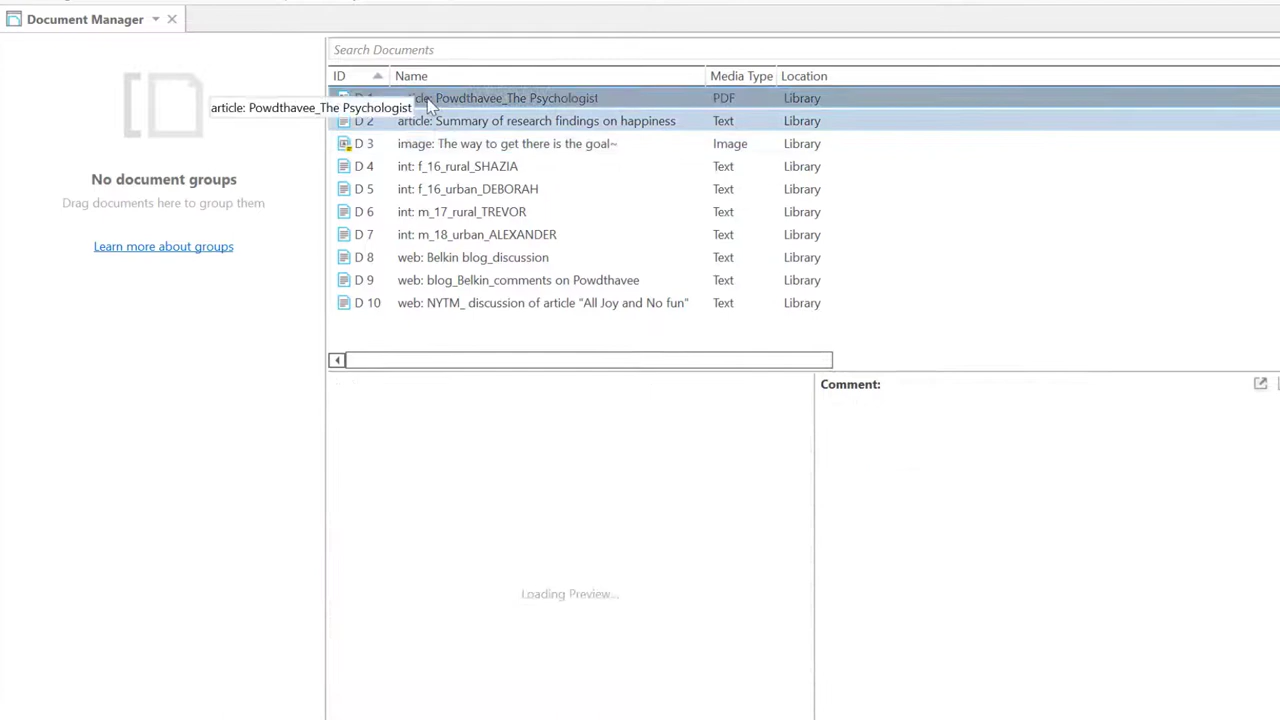 Document Manager
Search Documents
ID Name Media Type Location
Powdthavee_The Psychologist PDF Library
article: Powdthavee_The Psychologist
D 2 article: Summary of research findings on happiness Text Library
D 3 image: The way to get there is the goal~ Image Library
D 4 int: f_16_rural_SHAZIA Text Library
No document groups
D 5 int: f_16_urban_DEBORAH Text Library
Drag documents here to group them
D 6 int: m_17_rural_TREVOR Text Library
D 7 int: m_18_urban_ALEXANDER Text Library
Learn more about groups
D 8 web: Belkin blog_discussion Text Library
D 9 web: blog_Belkin_comments on Powdthavee Text Library
D 10 web: NYTM_ discussion of article "All Joy and No fun" Text Library
Comment:
Loading Preview...